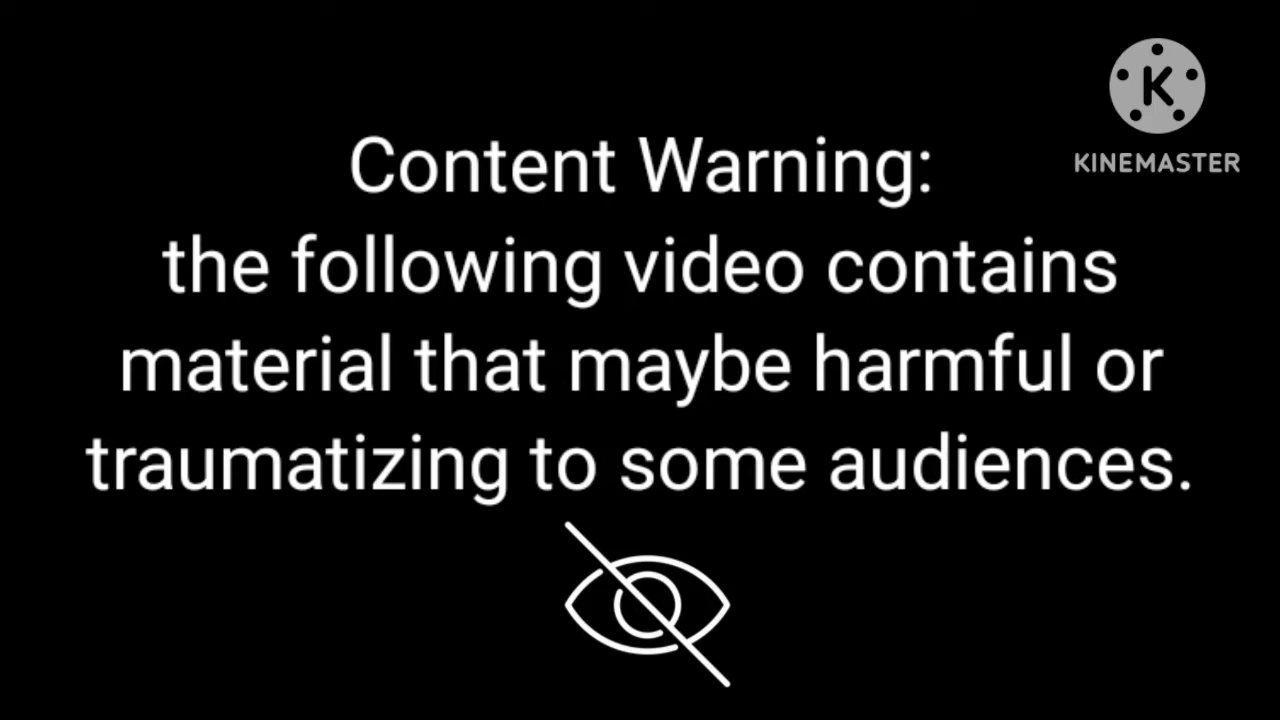 K
KINEMASTER
Content Warning:
the following video contains
material that maybe harmful or
traumatizing to some audiences.